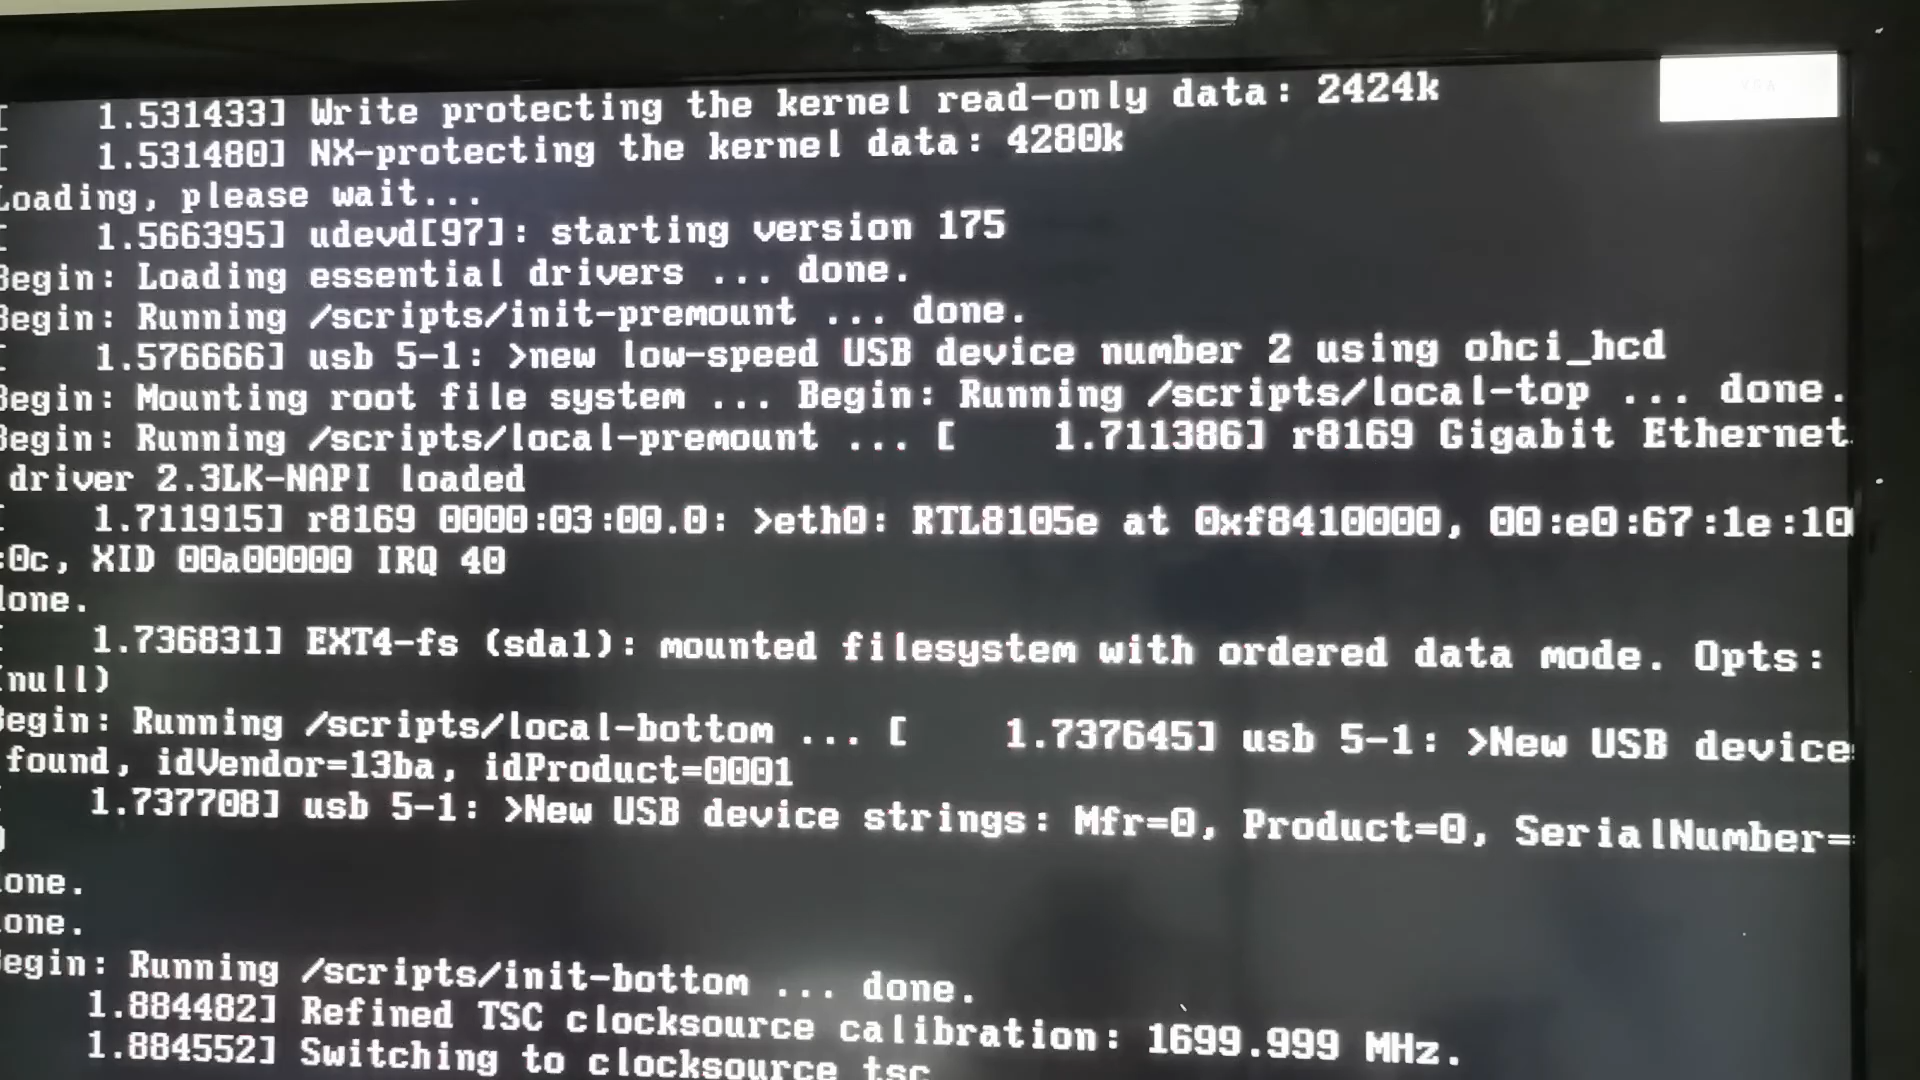 [    1.531433] Write protecting the kernel read-only data: 2424k
[    1.531480] NX-protecting the kernel data: 4280k
Loading, please wait...
[    1.566395] udevd[97]: starting version 175
Begin: Loading essential drivers ... done.
Begin: Running /scripts/init-premount ... done.
[    1.576666] usb 5-1: >new low-speed USB device number 2 using ohci_hcd
Begin: Mounting root file system ... Begin: Running /scripts/local-top ... done.
Begin: Running /scripts/local-premount ... [    1.711386] r8169 Gigabit Ethernet
driver 2.3LK-NAPI loaded
[    1.711915] r8169 0000:03:00.0: >eth0: RTL8105e at 0xf8410000, 00:e0:67:1e:10
:0c, XID 00a00000 IRQ 40
done.
[    1.736831] EXT4-fs (sda1): mounted filesystem with ordered data mode. Opts:
(null)
Begin: Running /scripts/local-bottom ... [    1.737645] usb 5-1: >New USB device
found, idVendor=13ba, idProduct=0001
[    1.737708] usb 5-1: >New USB device strings: Mfr=0, Product=0, SerialNumber=
0
done.
done.
Begin: Running /scripts/init-bottom ... done.
1.884482] Refined TSC clocksource calibration: 1699.999 MHz.
1.884552] Switching to clocksource tsc